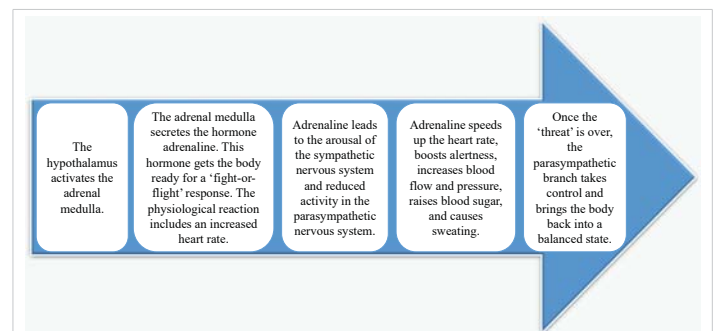 The
hypothalamus
activates the
adrenal
medulla.
The adrenal medulla
secretes the hormone
adrenaline. This
hormone gets the body
ready for a ‘fight-or-
flight’ response. The
physiological reaction
includes an increased
heart rate.
Adrenaline leads
to the arousal of
the sympathetic
nervous system
and reduced
activity in the
parasympathetic
nervous system.
Adrenaline speeds
up the heart rate,
boosts alertness,
increases blood
flow and pressure,
raises blood sugar,
and causes
sweating.
Once the
‘threat’ is over,
the
parasympathetic
branch takes
control and
brings the body
back into a
balanced state.